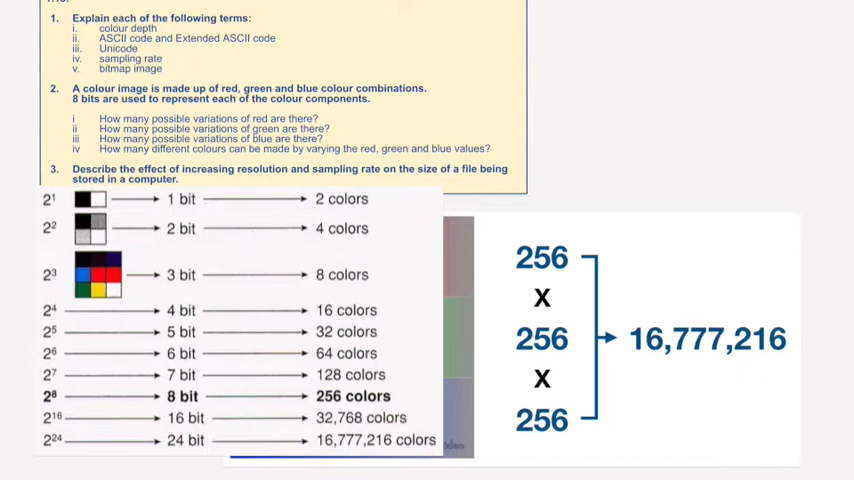 1. Explain each of the following terms:
i. colour depth
ii. ASCII code and Extended ASCII code
iii. Unicode
iv. sampling rate
v. bitmap image
2. A colour image is made up of red, green and blue colour combinations.
8 bits are used to represent each of the colour components.
i How many possible variations of red are there?
ii How many possible variations of green are there?
iii How many possible variations of blue are there?
iv How many different colours can be made by varying the red, green and blue values?
3. Describe the effect of increasing resolution and sampling rate on the size of a file being
stored in a computer.
2¹ 1 bit 2 colors
2² 2 bit 4 colors
2³ 3 bit 8 colors
2⁴ 4 bit 16 colors
2⁵ 5 bit 32 colors
2⁶ 6 bit 64 colors
2⁷ 7 bit 128 colors
2⁸ 8 bit 256 colors
2¹⁶ 16 bit 32,768 colors
2²⁴ 24 bit 16,777,216 colors
256
X
256 16,777,216
X
256